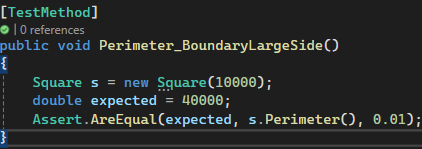 [TestMethod]
| 0 references
public void Perimeter_BoundaryLargeSide()
{
Square s = new Square(10000);
double expected = 40000;
Assert.AreEqual(expected, s.Perimeter(), 0.01);
}